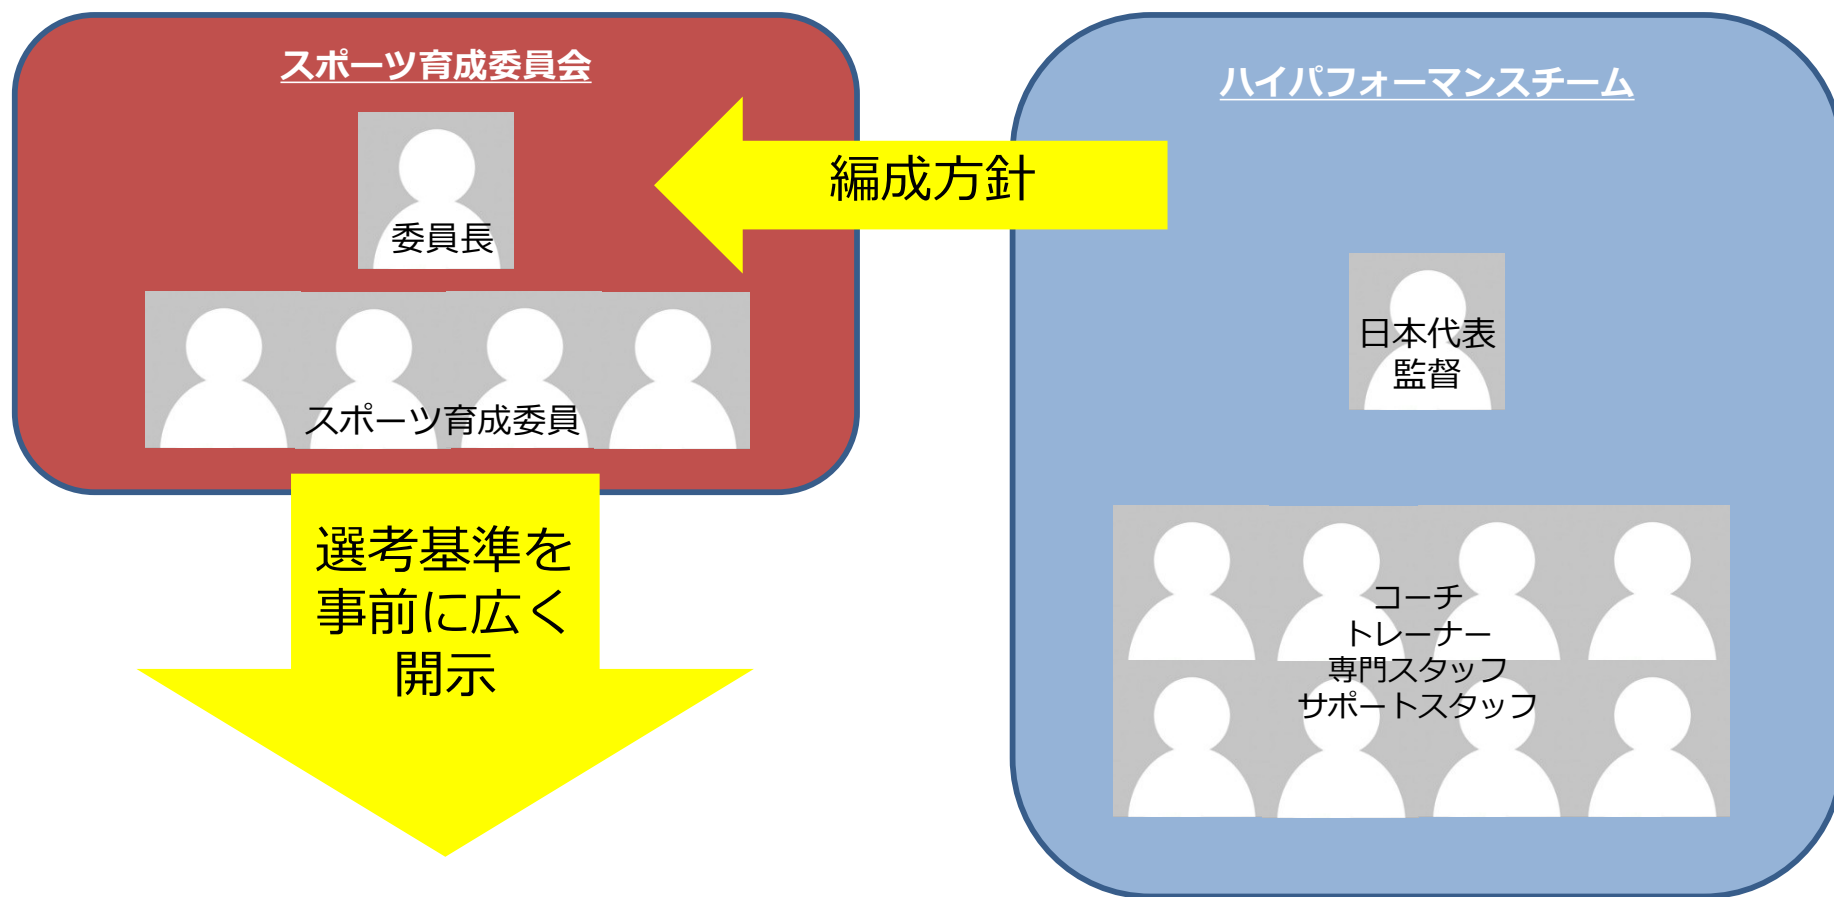 スポーツ育成委員会
委員長
スポーツ育成委員
選考基準を
事前に広く
開示
編成方針
ハイパフォーマンスチーム
日本代表
監督
コーチ
トレーナー
専門スタッフ
サポートスタッフ